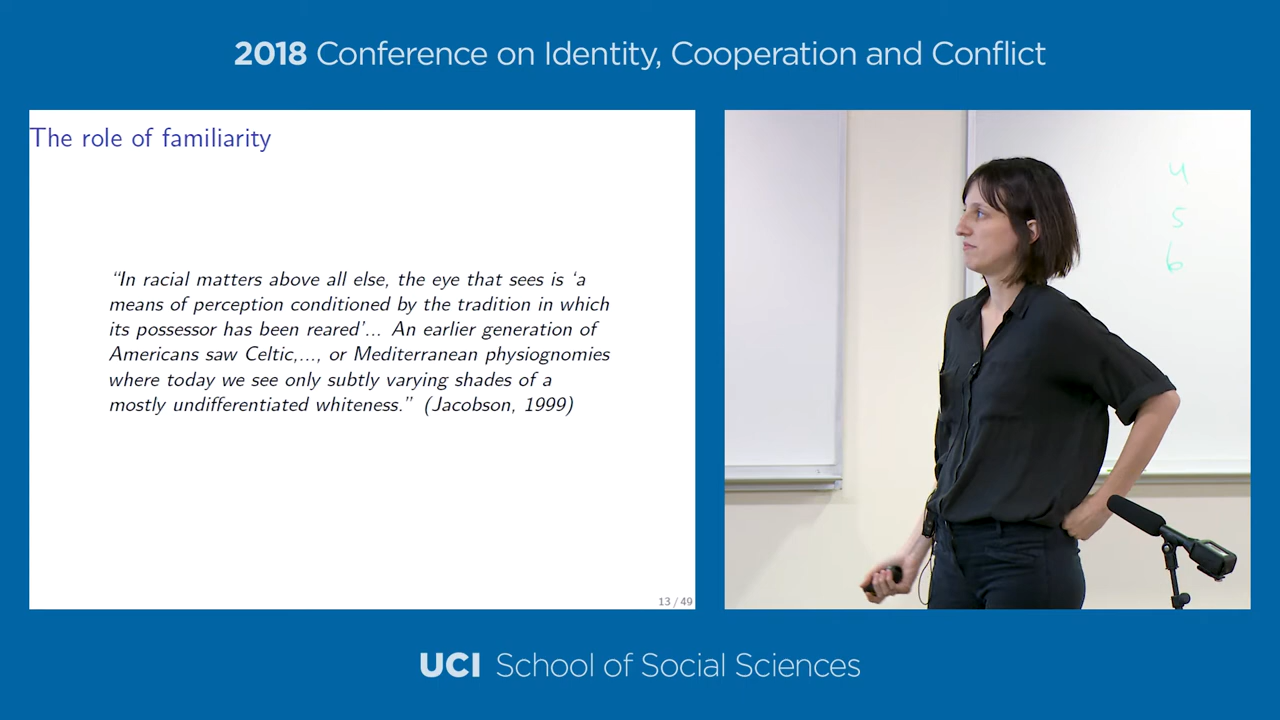 2018 Conference on Identity, Cooperation and Conflict
The role of familiarity
“In racial matters above all else, the eye that sees is ‘a
means of perception conditioned by the tradition in which
its possessor has been reared’... An earlier generation of
Americans saw Celtic,..., or Mediterranean physiognomies
where today we see only subtly varying shades of a
mostly undifferentiated whiteness.” (Jacobson, 1999)
13 / 49
4
5
6
UCI School of Social Sciences